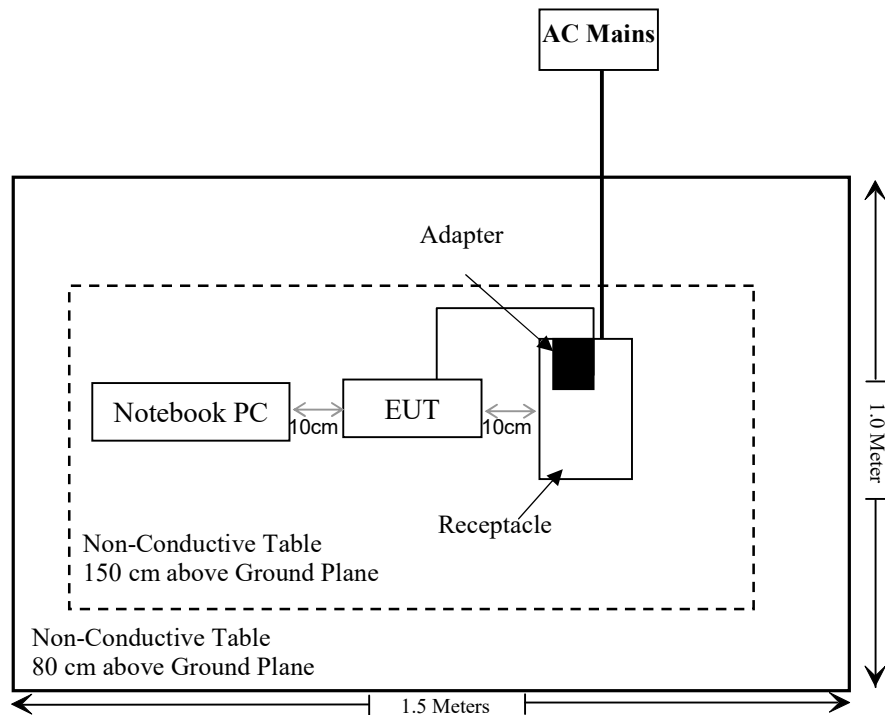 AC Mains
Adapter
Notebook PC
10cm
EUT
10cm
Receptacle
1.0 Meter
Non-Conductive Table
150 cm above Ground Plane
Non-Conductive Table
80 cm above Ground Plane
1.5 Meters